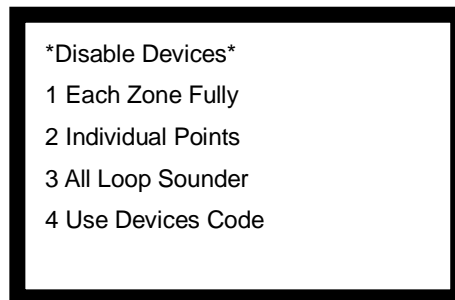 *Disable Devices*
1 Each Zone Fully
2 Individual Points
3 All Loop Sounder
4 Use Devices Code